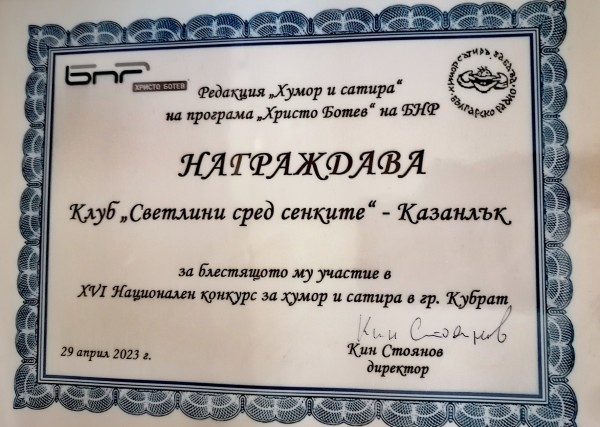 бнр
ХРИСТО БОТЕВ
Редакция „Хумор и сатира“
на програма „Христо Ботев“ на БНР
НАГРАЖДАВА
Клуб „Светлини сред сенките“ - Казанлък
за блестящото му участие в
XVI Национален конкурс за хумор и сатира в гр. Кубрат
Кин Стоянов
29 април 2023 г.
Кин Стоянов
директор